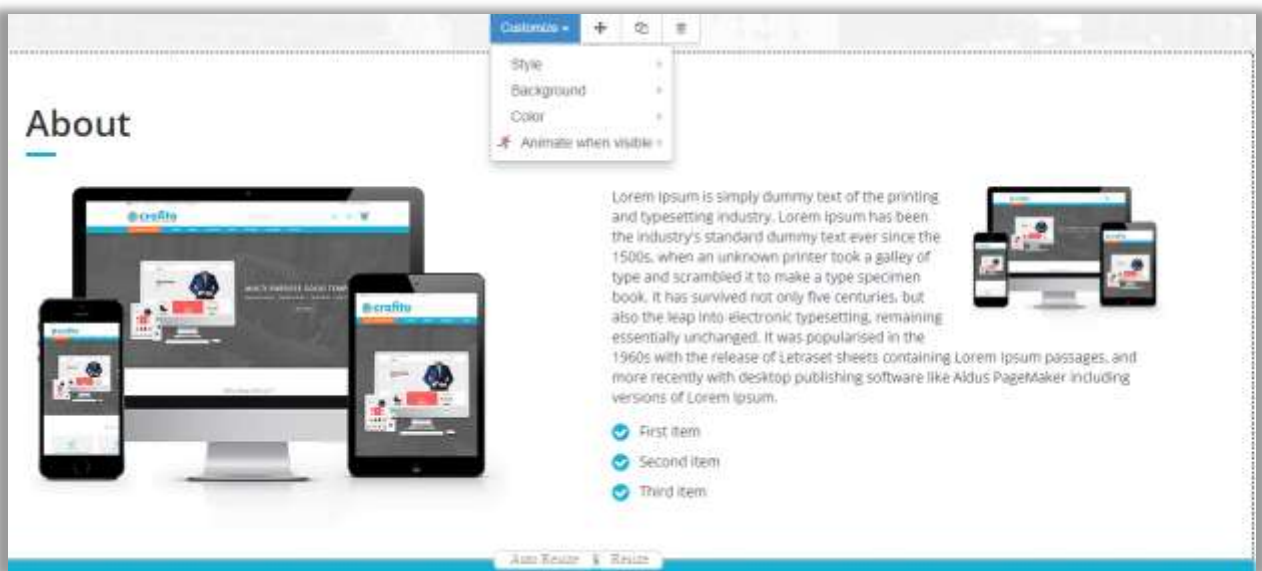 Customize
Style
Background
Color
Animate when visible
About
crafito
crafito
Lorem Ipsum is simply dummy text of the printing
and typesetting industry. Lorem Ipsum has been
the industry's standard dummy text ever since the
1500s, when an unknown printer took a galley of
type and scrambled it to make a type specimen
book. It has survived not only five centuries, but
also the leap into electronic typesetting, remaining
essentially unchanged. It was popularised in the
1960s with the release of Letraset sheets containing Lorem Ipsum passages, and
more recently with desktop publishing software like Aldus PageMaker including
versions of Lorem Ipsum.
First item
Second item
Third item
Auto Resize Resize